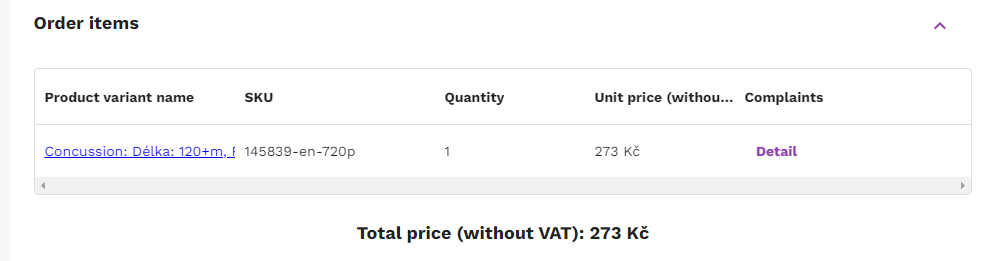 Order items
Product variant name SKU Quantity Unit price (withou... Complaints
Concussion: Délka: 120+m, 145839-en-720p 1 273 Kč Detail
Total price (without VAT): 273 Kč